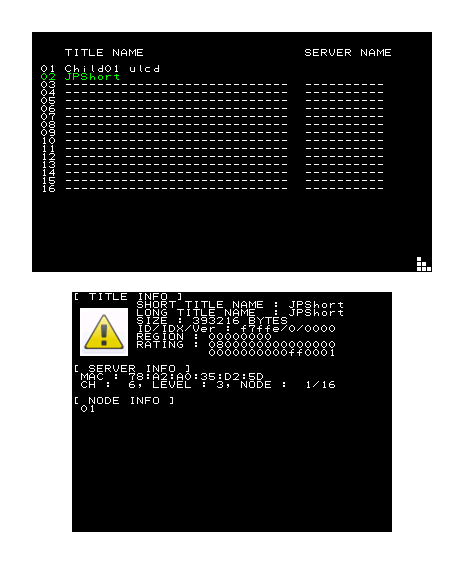 TITLE NAME SERVER NAME
01 Child01 ulcd
02 JPShort
03 ---------------------------- ----------
04 ---------------------------- ----------
05 ---------------------------- ----------
06 ---------------------------- ----------
07 ---------------------------- ----------
08 ---------------------------- ----------
09 ---------------------------- ----------
10 ---------------------------- ----------
11 ---------------------------- ----------
12 ---------------------------- ----------
13 ---------------------------- ----------
14 ---------------------------- ----------
15 ---------------------------- ----------
16 ---------------------------- ----------
[ TITLE INFO ]
SHORT TITLE NAME : JPShort
LONG TITLE NAME : JPShort
SIZE : 393216 BYTES
ID/IDX/Ver : f7ffe/0/0000
REGION : 00000000
RATING : 0800000000000000
0000000000ff0001
[ SERVER INFO ]
MAC : 78:A2:A0:35:D2:5D
CH : 6, LEVEL : 3, NODE : 1/16
[ NODE INFO ]
01